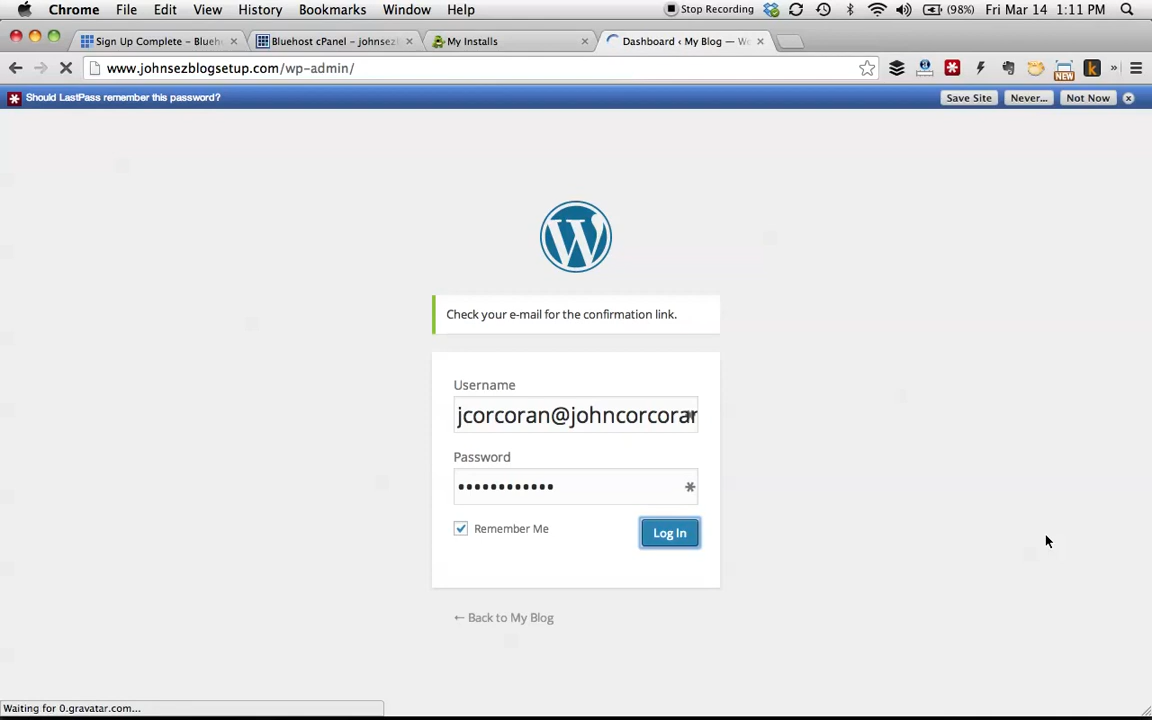 Chrome File Edit View History Bookmarks Window Help Stop Recording (98%) Fri Mar 14 1:11 PM
Sign Up Complete – Blueh Bluehost cPanel – johnsez My Installs Dashboard ‹ My Blog — W
www.johnsezblogsetup.com/wp-admin/
NEW
Should LastPass remember this password? Save Site Never... Not Now
Check your e-mail for the confirmation link.
Username
jcorcoran@johncorcoran
Password
Remember Me
Log In
← Back to My Blog
Waiting for 0.gravatar.com...